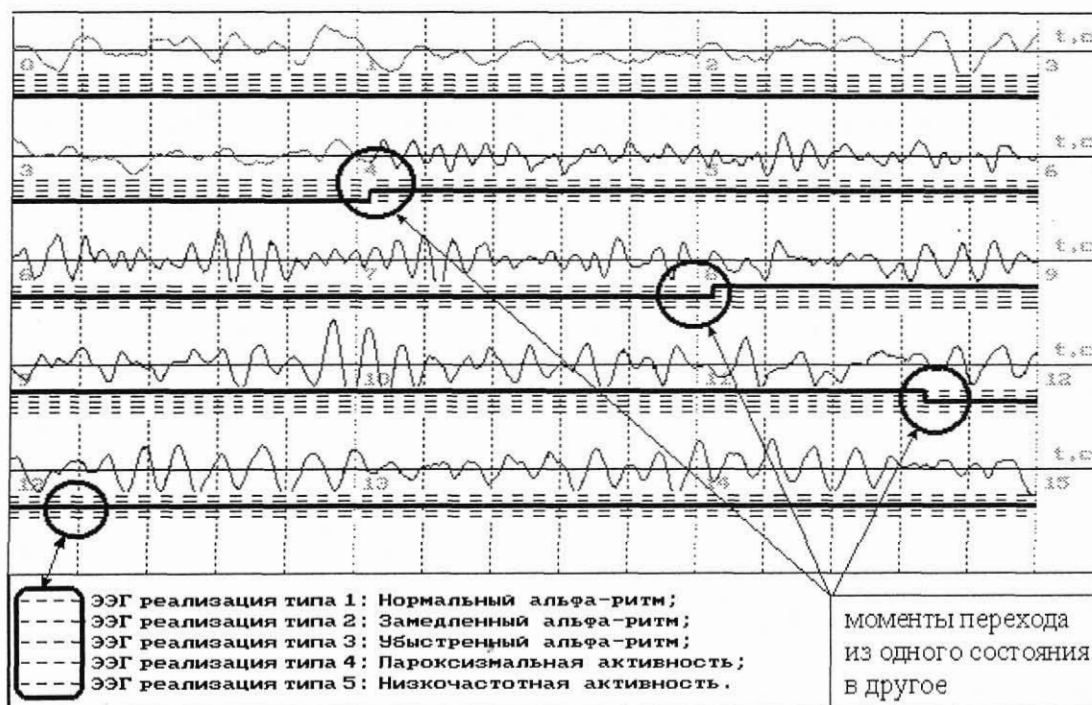 t,c
0 1 2 3
t,c
3 4 5 6
t,c
6 7 8 9
t,c
9 10 11 12
t,c
12 13 14 15
ЭЭГ реализация типа 1: Нормальный альфа-ритм;
ЭЭГ реализация типа 2: Замедленный альфа-ритм;
ЭЭГ реализация типа 3: Убыстренный альфа-ритм;
ЭЭГ реализация типа 4: Пароксизмальная активность;
ЭЭГ реализация типа 5: Низкочастотная активность.
моменты перехода
из одного состояния
в другое